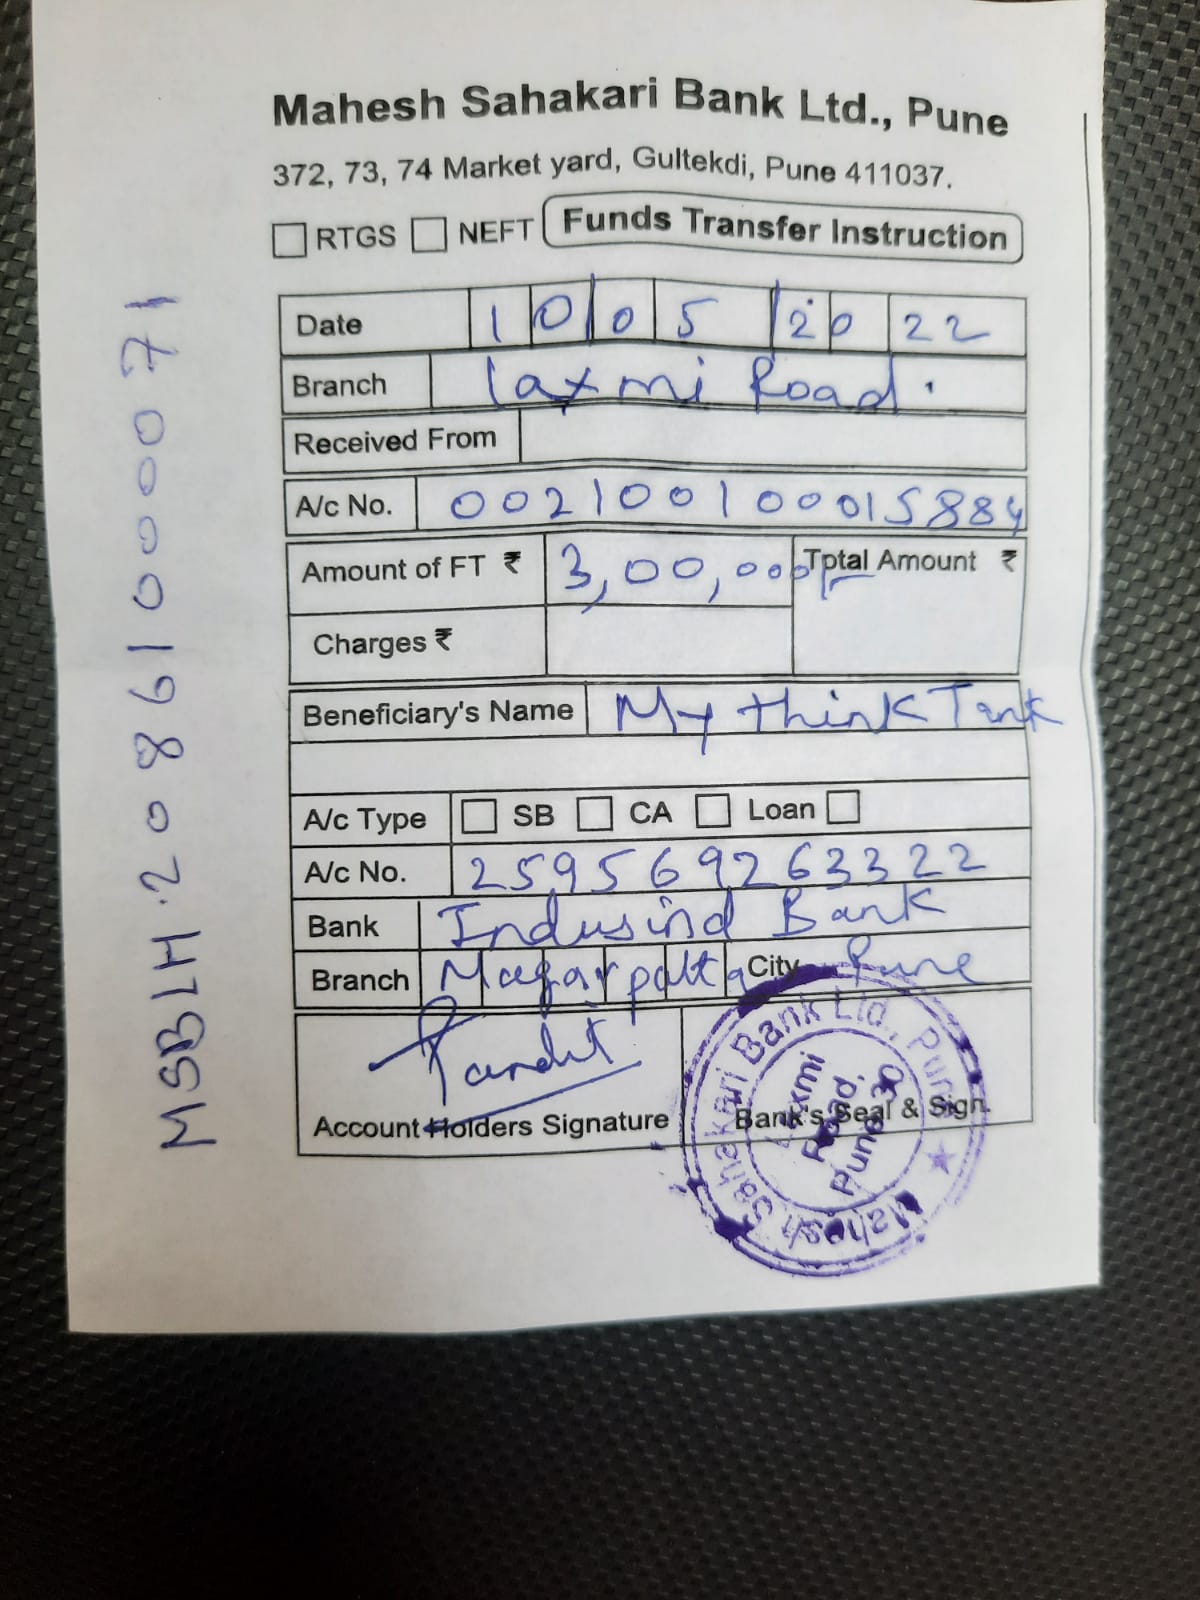 Mahesh Sahakari Bank Ltd., Pune
372, 73, 74 Market yard, Gultekdi, Pune 411037.
RTGS NEFT Funds Transfer Instruction
Date 10/05/2022
Branch Laxmi Road.
Received From
A/c No. 002100100015884
Amount of FT ₹ 3,00,000/- Total Amount ₹
Charges ₹
Beneficiary's Name My think Tank
A/c Type SB CA Loan
A/c No. 259569263322
Bank Indusind Bank
Branch Magarpatta City Pune
Pandit
Account Holders Signature
Bank's Seal & Sign.
Mahesh Sahakari Bank Ltd., Pune
Laxmi
Road,
Pune 30
MSBLH.20861000071